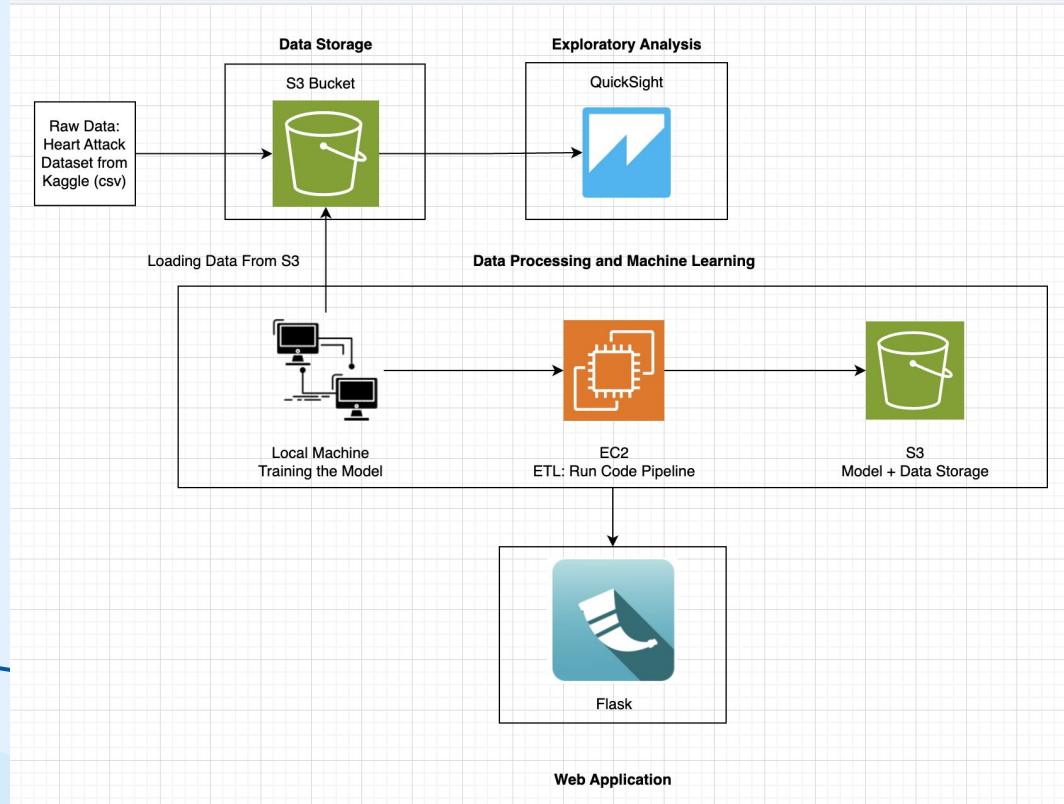 Data Storage
Exploratory Analysis
S3 Bucket
QuickSight
Raw Data:
Heart Attack
Dataset from
Kaggle (csv)
Loading Data From S3
Data Processing and Machine Learning
Local Machine
Training the Model
EC2
ETL: Run Code Pipeline
S3
Model + Data Storage
Flask
Web Application